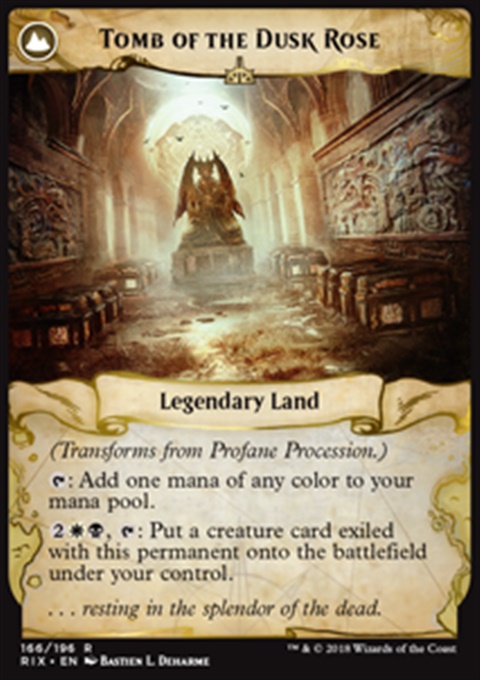 Tomb of the Dusk Rose
Legendary Land
(Transforms from Profane Procession.)
: Add one mana of any color to your
mana pool.
2 , : Put a creature card exiled
with this permanent onto the battlefield
under your control.
. . . resting in the splendor of the dead.
166/196 R
RIX • EN Bastien L. Deharme
™ & © 2018 Wizards of the Coast